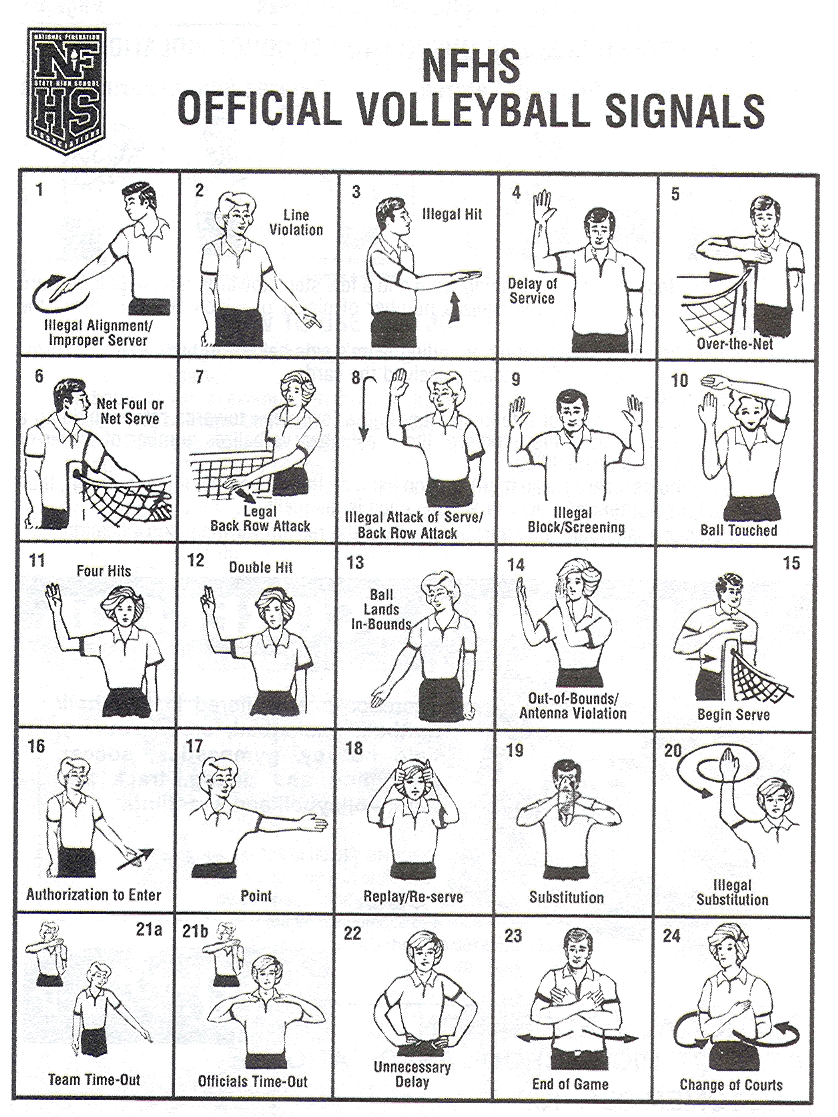 NATIONAL FEDERATION
NF
STATE HIGH SCHOOL
HS
ASSOCIATIONS
NFHS
OFFICIAL VOLLEYBALL SIGNALS
1
Illegal Alignment/
Improper Server
2
Line
Violation
3
Illegal Hit
4
Delay of
Service
5
Over-the-Net
6
Net Foul or
Net Serve
7
Legal
Back Row Attack
8
Illegal Attack of Serve/
Back Row Attack
9
Illegal
Block/Screening
10
Ball Touched
11
Four Hits
12
Double Hit
13
Ball
Lands
In-Bounds
14
Out-of-Bounds/
Antenna Violation
15
Begin Serve
16
Authorization to Enter
17
Point
18
Replay/Re-serve
19
Substitution
20
Illegal
Substitution
21a
Team Time-Out
21b
Officials Time-Out
22
Unnecessary
Delay
23
End of Game
24
Change of Courts